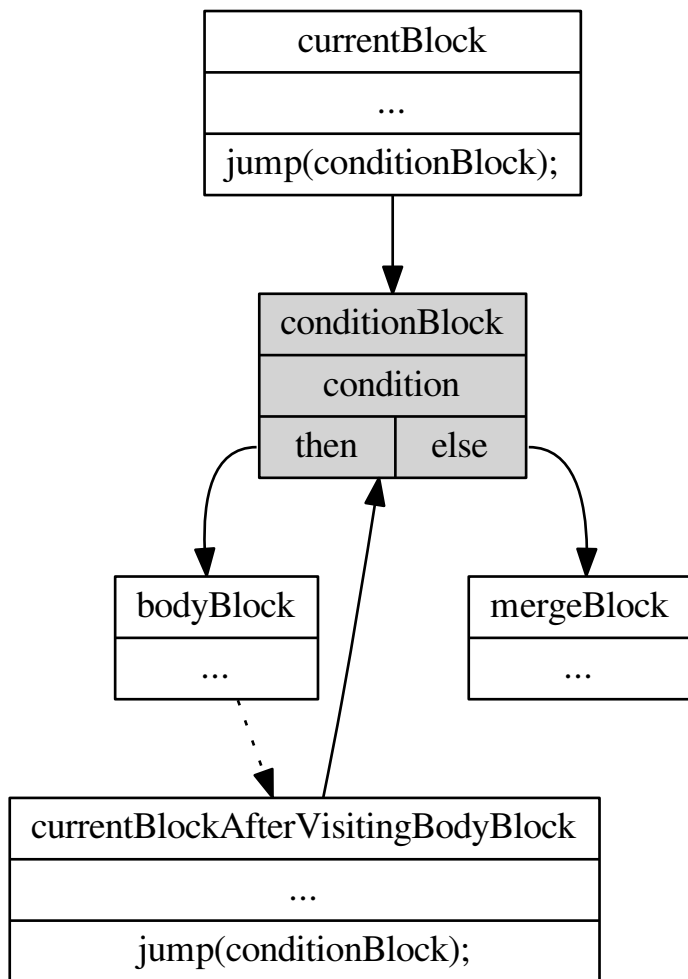 currentBlock
...
jump(conditionBlock);
conditionBlock
condition
then else
bodyBlock mergeBlock
... ...
currentBlockAfterVisitingBodyBlock
...
jump(conditionBlock);